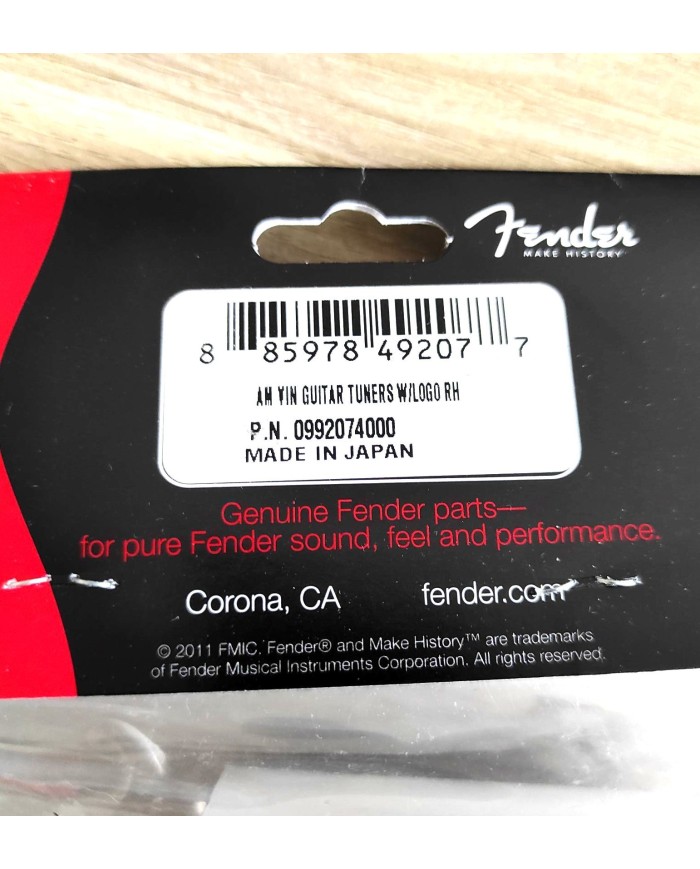 Fender
MAKE HISTORY™
8 85978 49207 7
AM VIN GUITAR TUNERS W/LOGO RH
P.N. 0992074000
MADE IN JAPAN
Genuine Fender parts—
for pure Fender sound, feel and performance.
Corona, CA fender.com
© 2011 FMIC. Fender® and Make History™ are trademarks
of Fender Musical Instruments Corporation. All rights reserved.